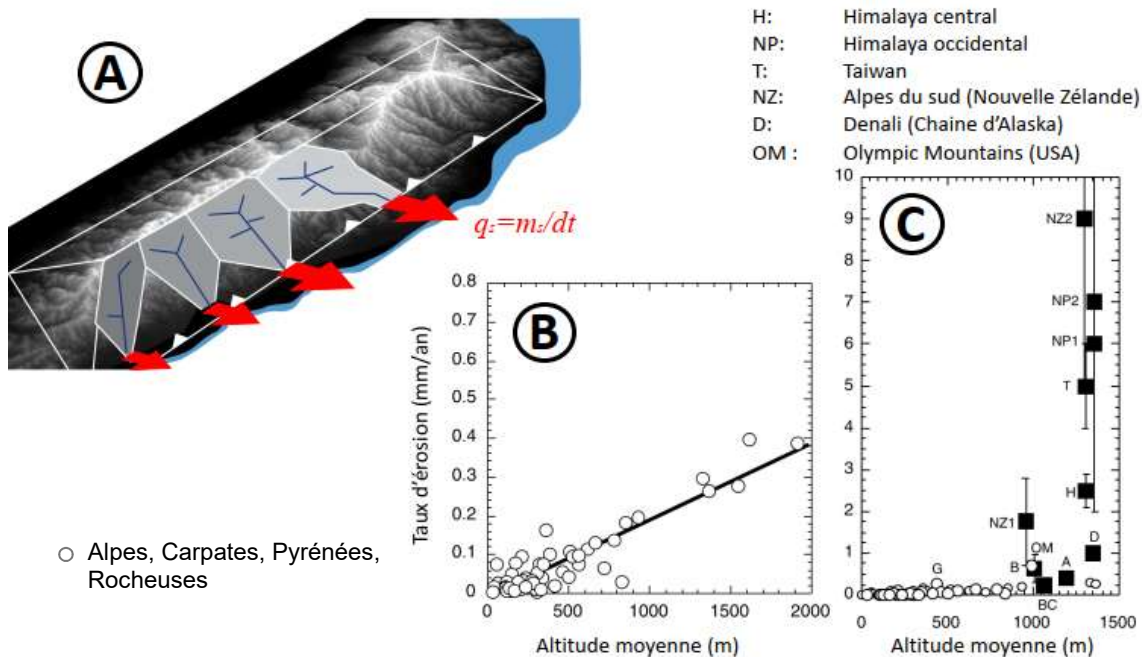 A
qz=mz/dt
H: Himalaya central
NP: Himalaya occidental
T: Taiwan
NZ: Alpes du sud (Nouvelle Zélande)
D: Denali (Chaine d'Alaska)
OM : Olympic Mountains (USA)
B
Taux d'érosion (mm/an)
0.8
0.7
0.6
0.5
0.4
0.3
0.2
0.1
0
0 500 1000 1500 2000
Altitude moyenne (m)
Alpes, Carpates, Pyrénées,
Rocheuses
C
10
9
8
7
6
5
4
3
2
1
0
NZ2
NP2
NP1
T
H
NZ1
D
OM
B
A
G
BC
0 500 1000 1500
Altitude moyenne (m)